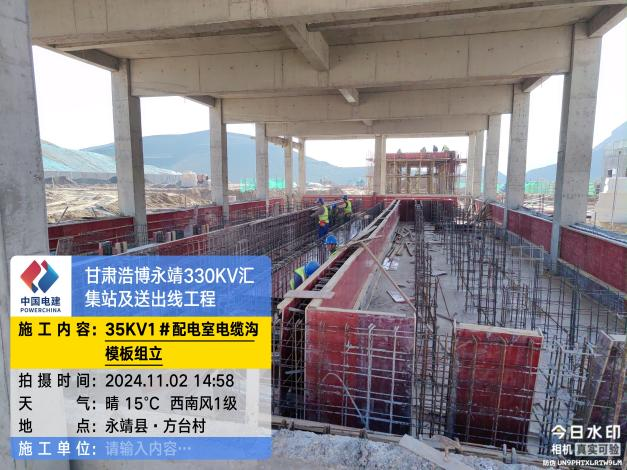 中国电建
POWERCHINA
甘肃浩博永靖330KV汇
集站及送出线工程
施工内容：35KV1＃配电室电缆沟
模板组立
拍摄时间：2024.11.02 14:58
天气：晴 15℃ 西南风1级
地点：永靖县·方台村
施工单位：请输入内容…
今日水印
相机 真实可验
防伪 UN9PHTXLRTW9LM